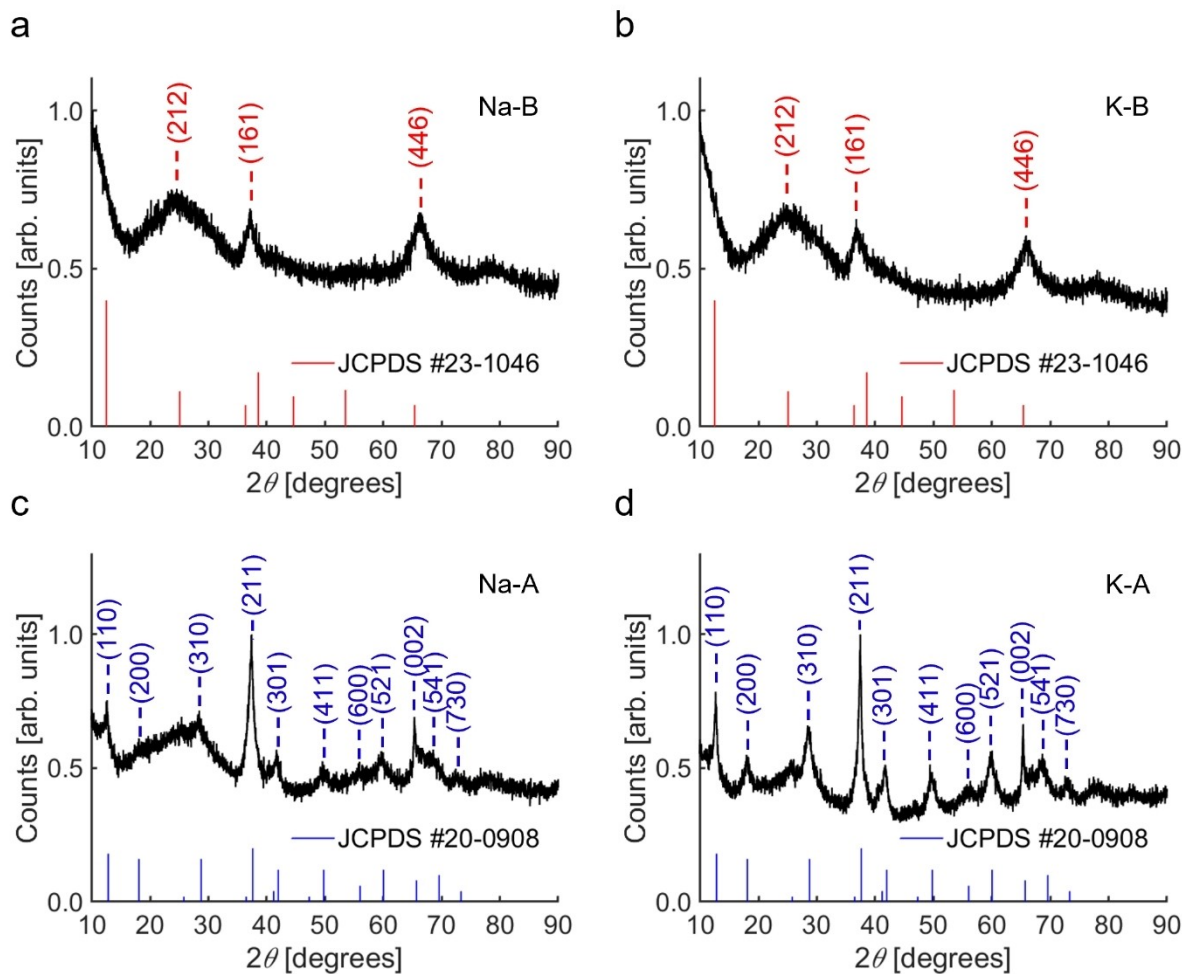 a
Na-B
(212)
(161)
(446)
1.0
0.5
0.0
Counts [arb. units]
JCPDS #23-1046
10 20 30 40 50 60 70 80 90
2θ [degrees]
b
K-B
(212)
(161)
(446)
1.0
0.5
0.0
Counts [arb. units]
JCPDS #23-1046
10 20 30 40 50 60 70 80 90
2θ [degrees]
c
Na-A
(110)
(200)
(310)
(211)
(301)
(411)
(600)
(521)
(002)
(541)
(730)
1.0
0.5
0.0
Counts [arb. units]
JCPDS #20-0908
10 20 30 40 50 60 70 80 90
2θ [degrees]
d
K-A
(110)
(200)
(310)
(211)
(301)
(411)
(600)
(521)
(002)
(541)
(730)
1.0
0.5
0.0
Counts [arb. units]
JCPDS #20-0908
10 20 30 40 50 60 70 80 90
2θ [degrees]